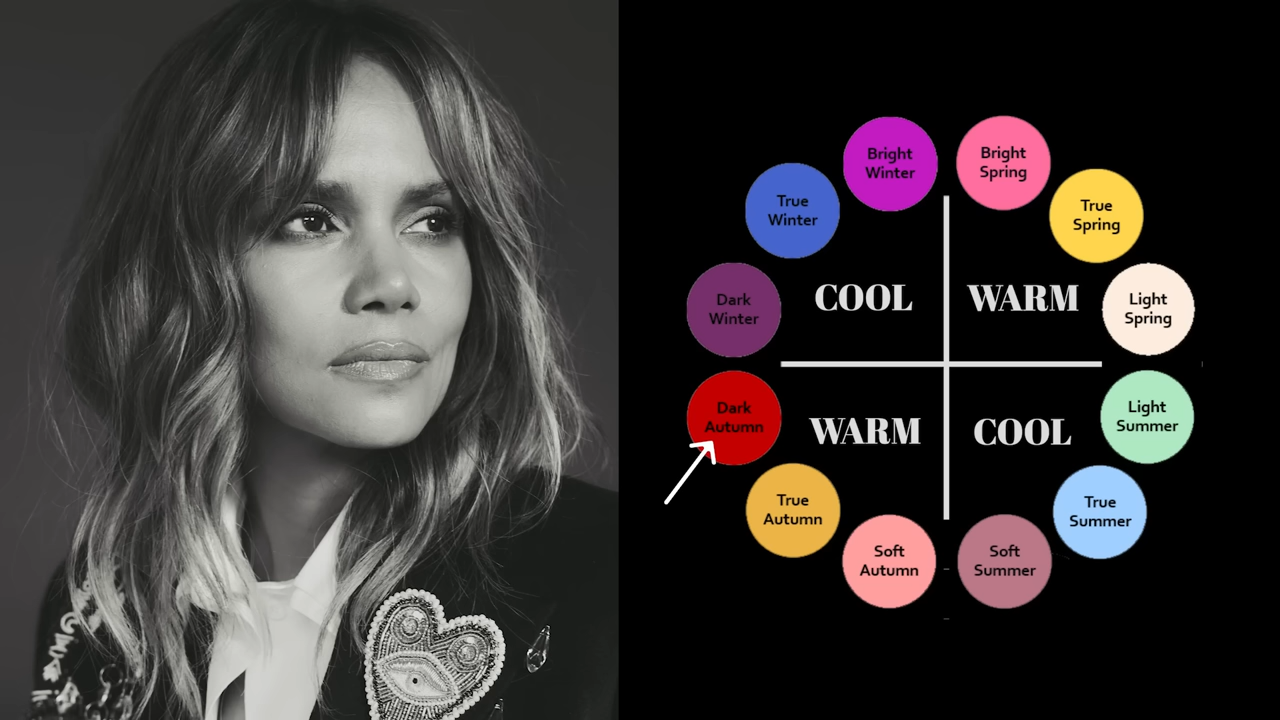 Bright
Winter
Bright
Spring
True
Winter
True
Spring
Dark
Winter
COOL
WARM
Light
Spring
Dark
Autumn
WARM
COOL
Light
Summer
True
Autumn
True
Summer
Soft
Autumn
Soft
Summer